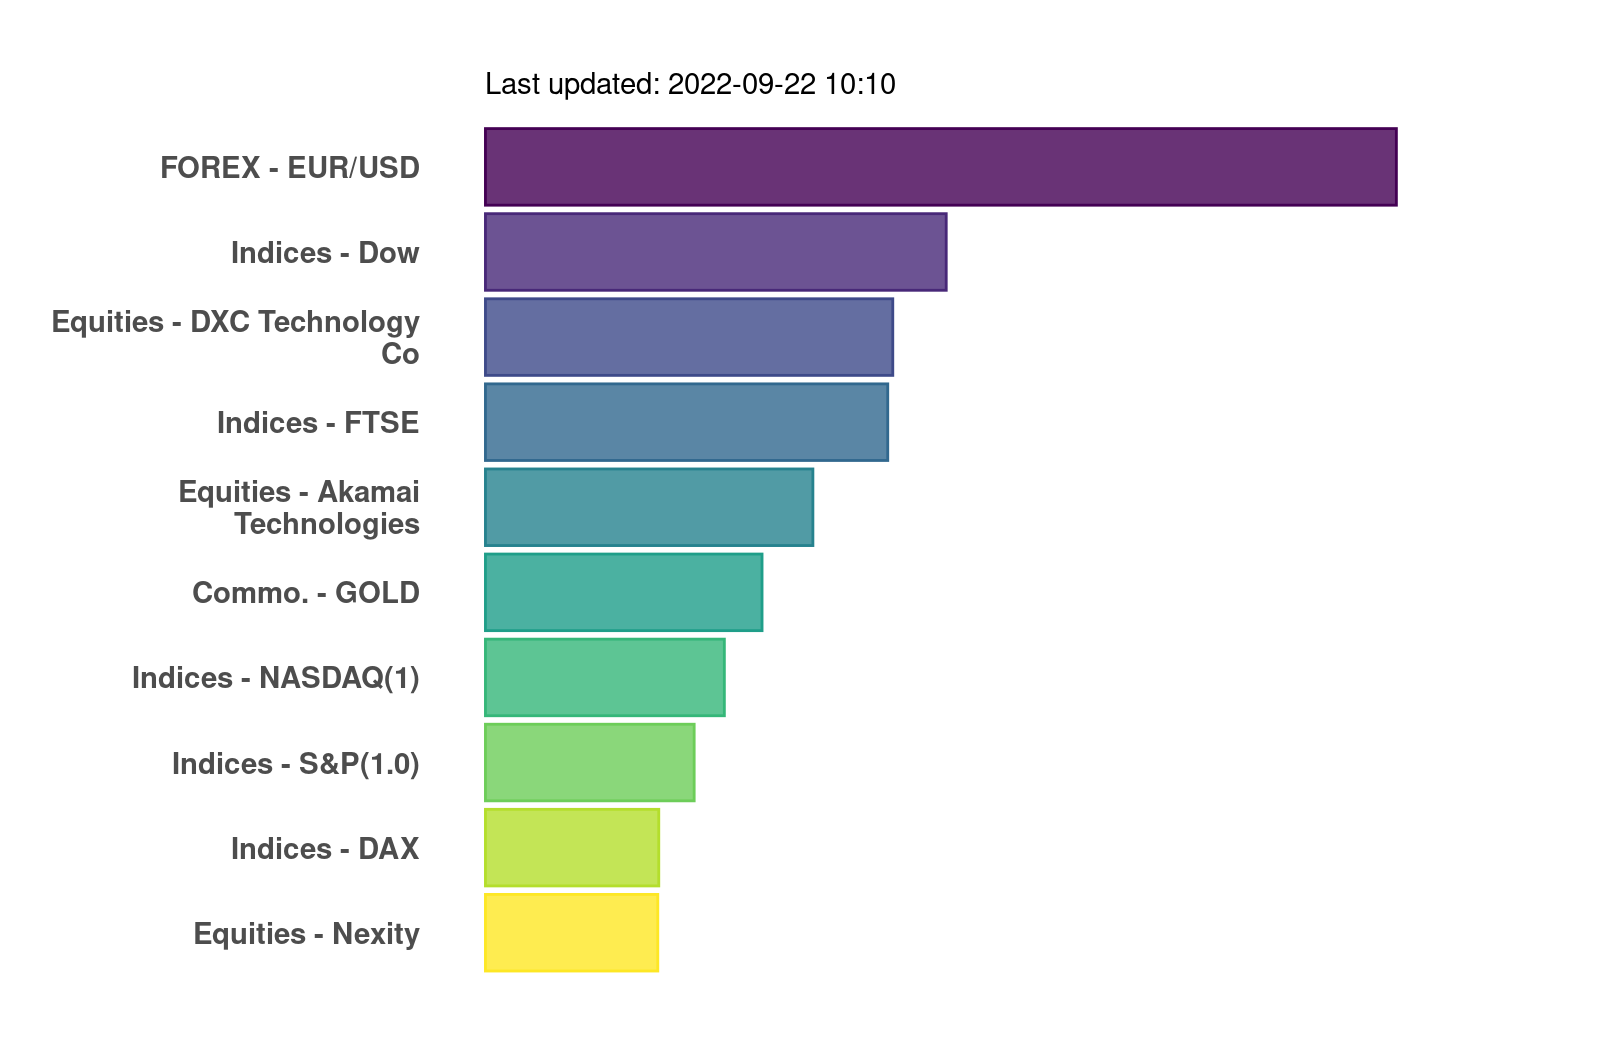 Last updated: 2022-09-22 10:10
FOREX - EUR/USD
Indices - Dow
Equities - DXC Technology
Co
Indices - FTSE
Equities - Akamai
Technologies
Commo. - GOLD
Indices - NASDAQ(1)
Indices - S&P(1.0)
Indices - DAX
Equities - Nexity